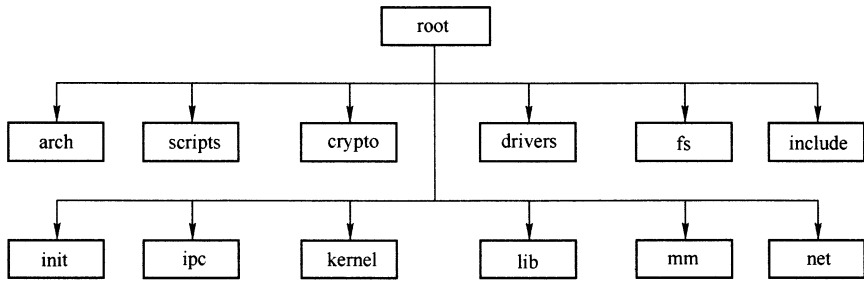 root
arch scripts crypto drivers fs include
init ipc kernel lib mm net